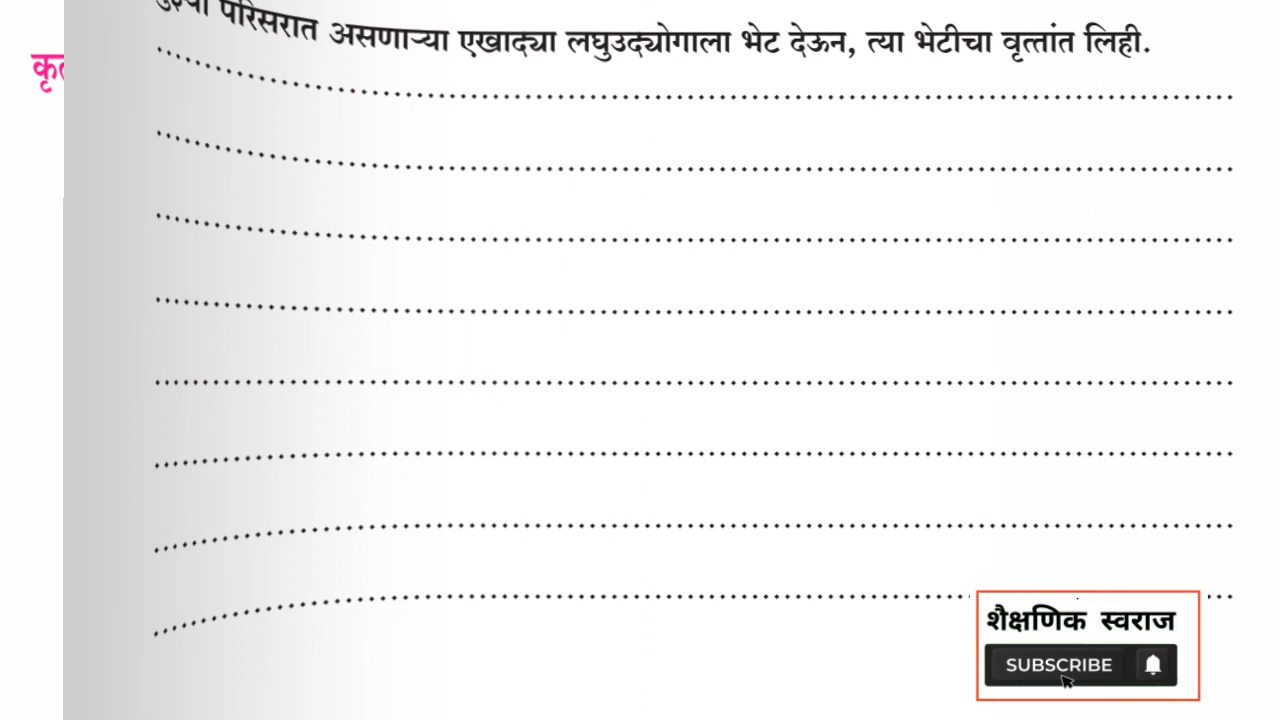 परिसरात असणाऱ्या एखाद्या लघुउद्योगाला भेट देऊन, त्या भेटीचा वृत्तांत लिही.
शैक्षणिक स्वराज
SUBSCRIBE